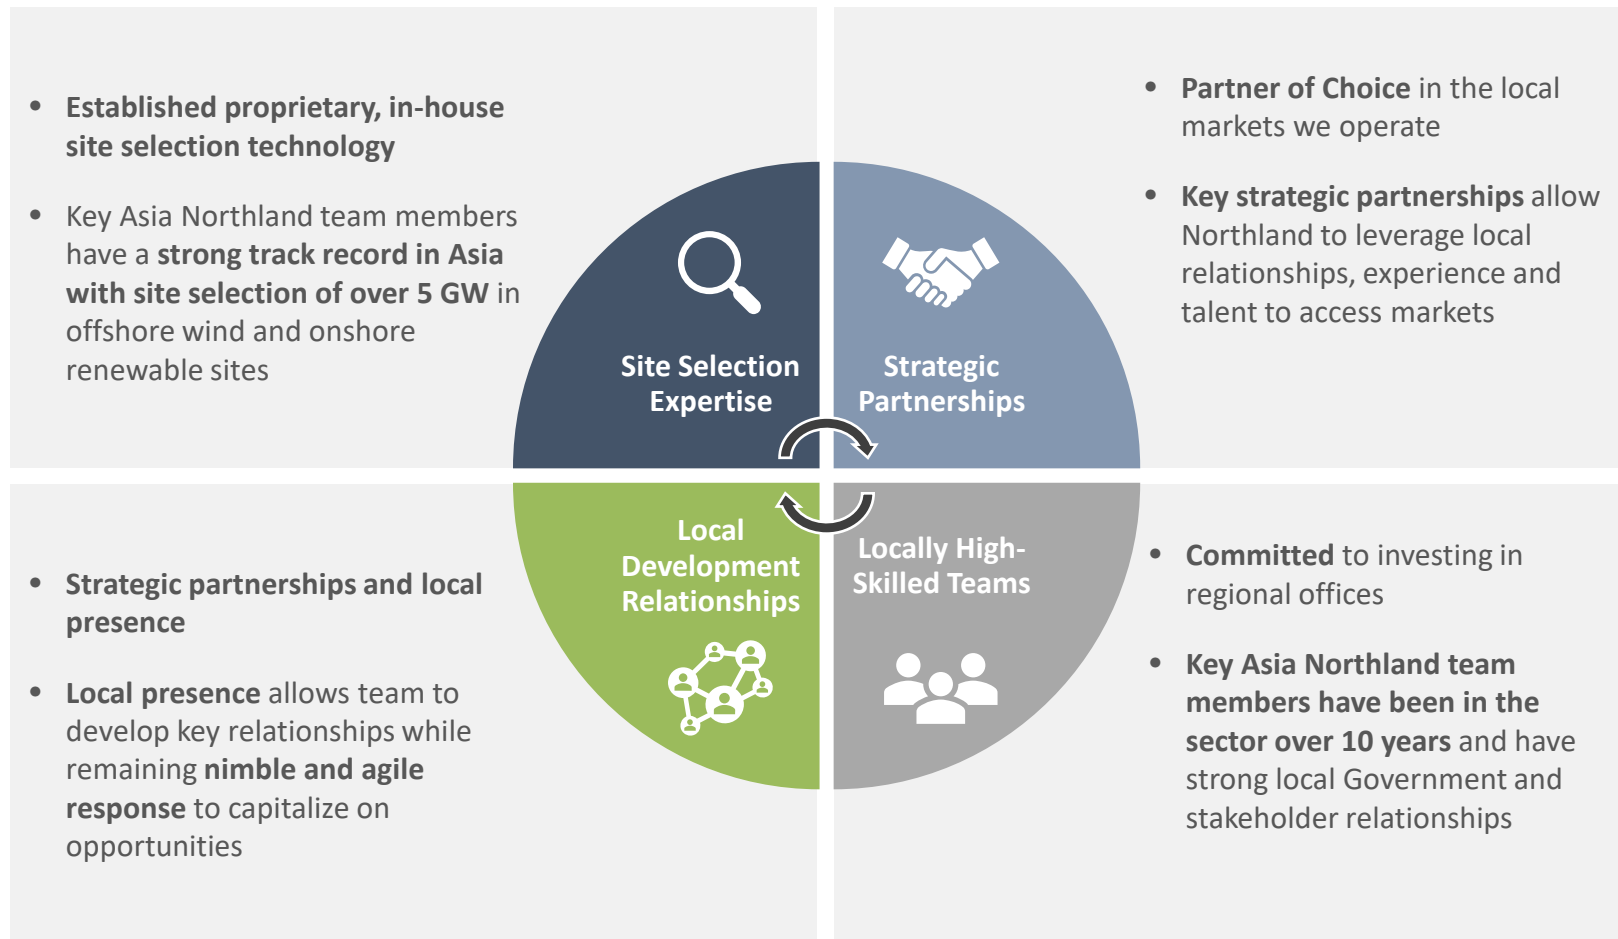 • Established proprietary, in-house
site selection technology
• Key Asia Northland team members
have a strong track record in Asia
with site selection of over 5 GW in
offshore wind and onshore
renewable sites
Site Selection
Expertise
Strategic
Partnerships
• Partner of Choice in the local
markets we operate
• Key strategic partnerships allow
Northland to leverage local
relationships, experience and
talent to access markets
• Strategic partnerships and local
presence
• Local presence allows team to
develop key relationships while
remaining nimble and agile
response to capitalize on
opportunities
Local
Development
Relationships
Locally High-
Skilled Teams
• Committed to investing in
regional offices
• Key Asia Northland team
members have been in the
sector over 10 years and have
strong local Government and
stakeholder relationships